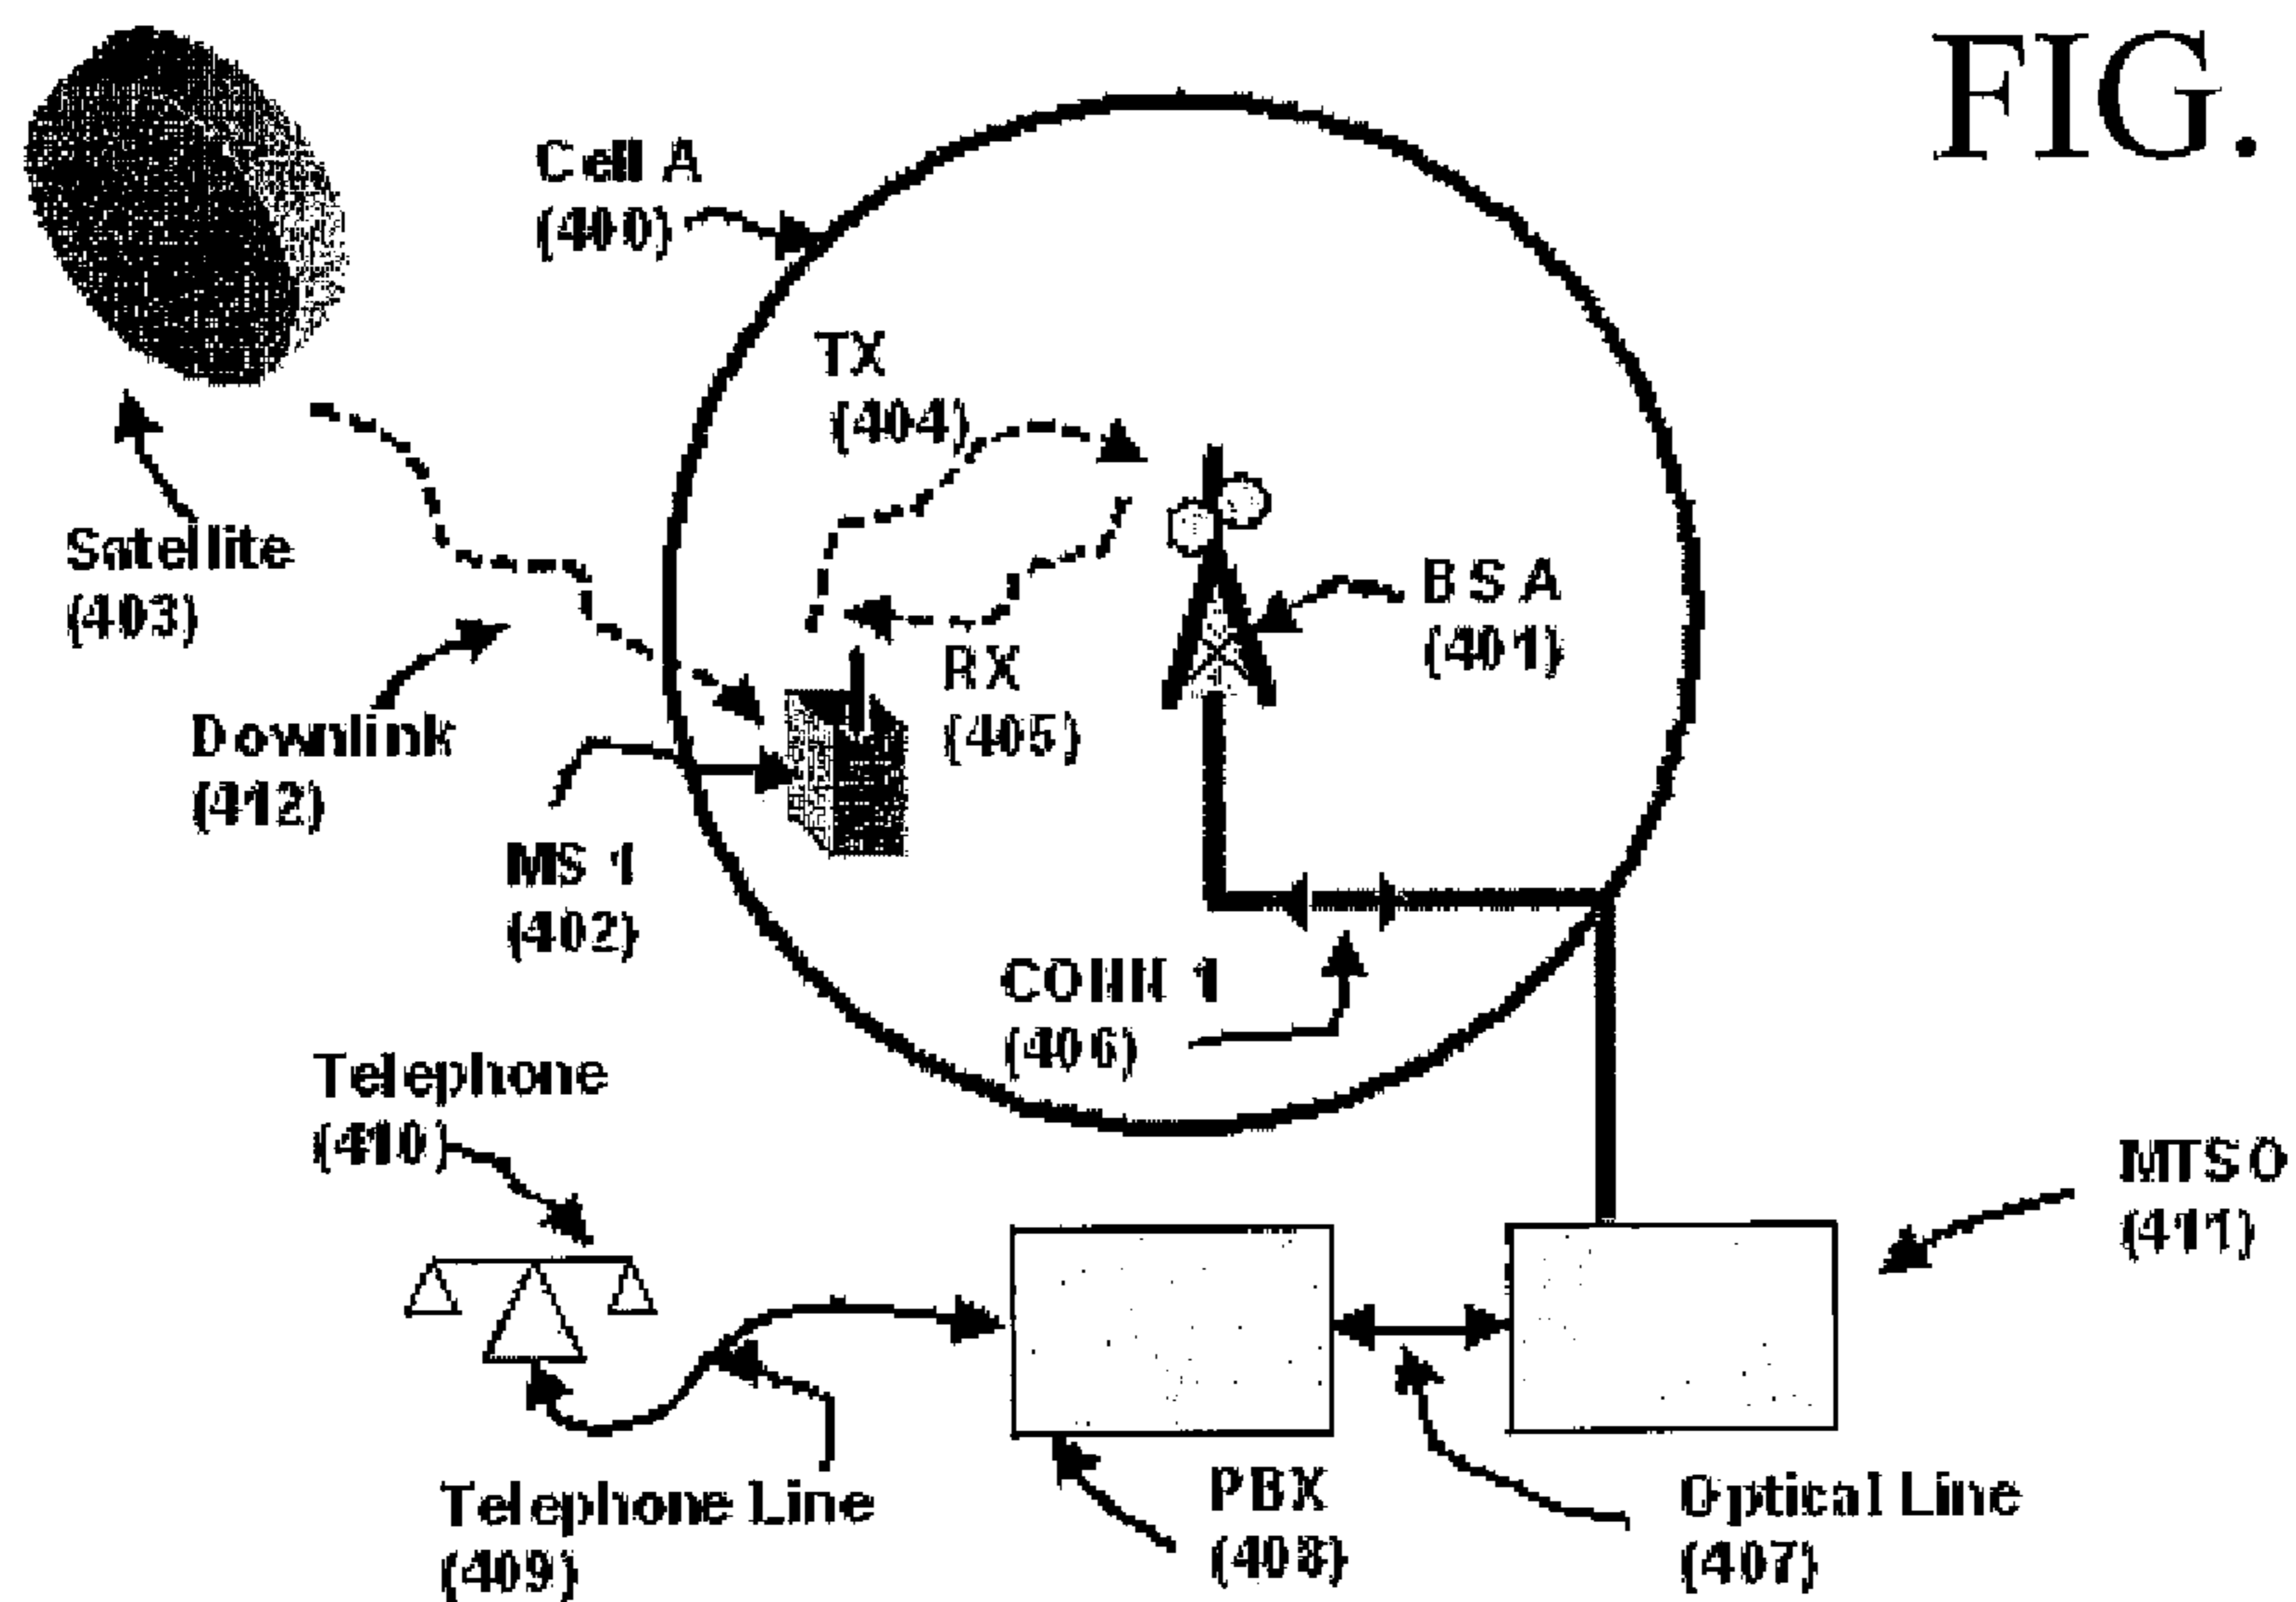 FIG.
Cell A
(400)
TX
(404)
Satellite
(403)
BSA
(401)
RX
(405)
Downlink
(412)
MS 1
(402)
CONN 1
(406)
Telephone
(410)
MTSO
(411)
Telephone Line
(409)
PBX
(408)
Optical Line
(407)